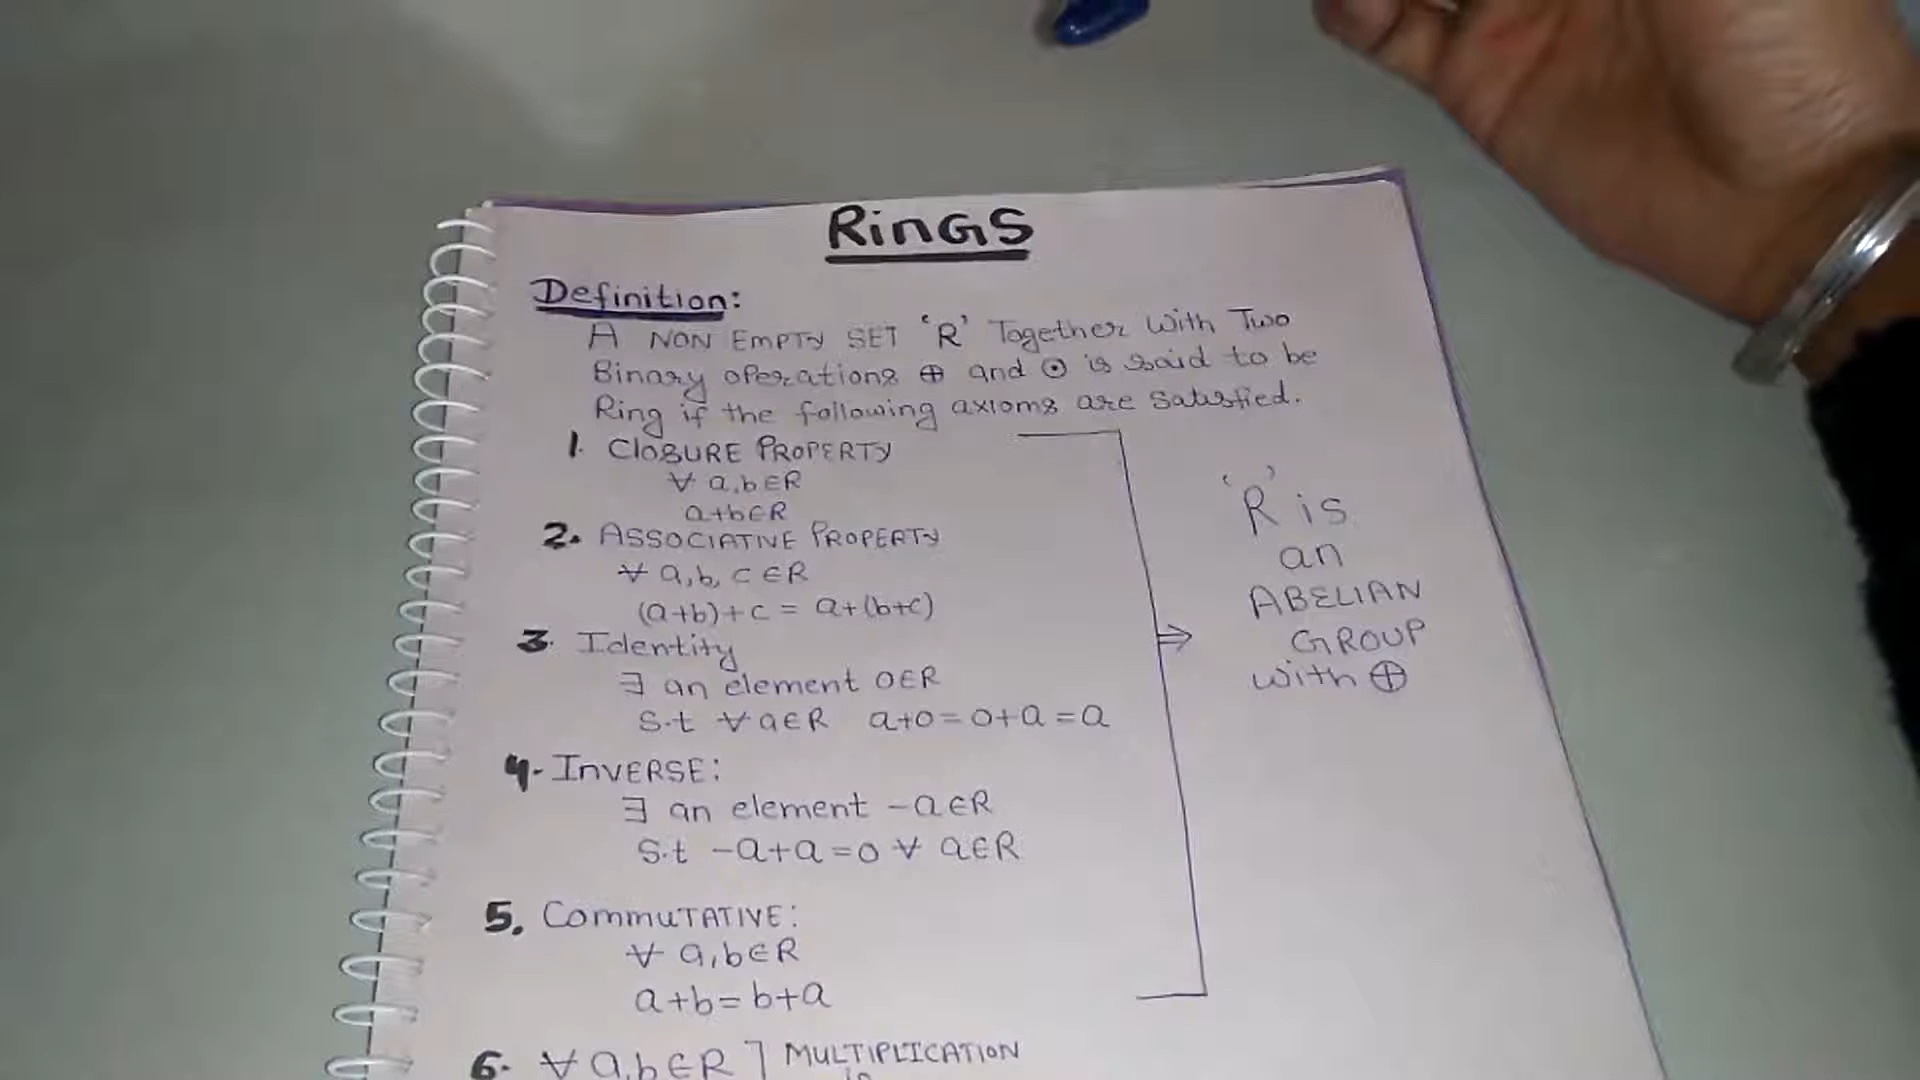 RINGS
Definition:
A NON EMPTY SET 'R' Together With Two
Binary operations ⊕ and ⊙ is said to be
Ring if the following axioms are satisfied.
1. CLOSURE PROPERTY
∀ a,b∈R
a+b∈R
2. ASSOCIATIVE PROPERTY
∀ a,b,c∈R
(a+b)+c = a+(b+c)
3. Identity
∃ an element 0∈R
S.t ∀a∈R a+0=0+a=a
4. INVERSE:
∃ an element -a∈R
S.t -a+a=0 ∀ a∈R
5. COMMUTATIVE:
∀ a,b∈R
a+b=b+a
'R' is
an
ABELIAN
GROUP
with ⊕
6. ∀ a,b∈R ] MULTIPLICATION